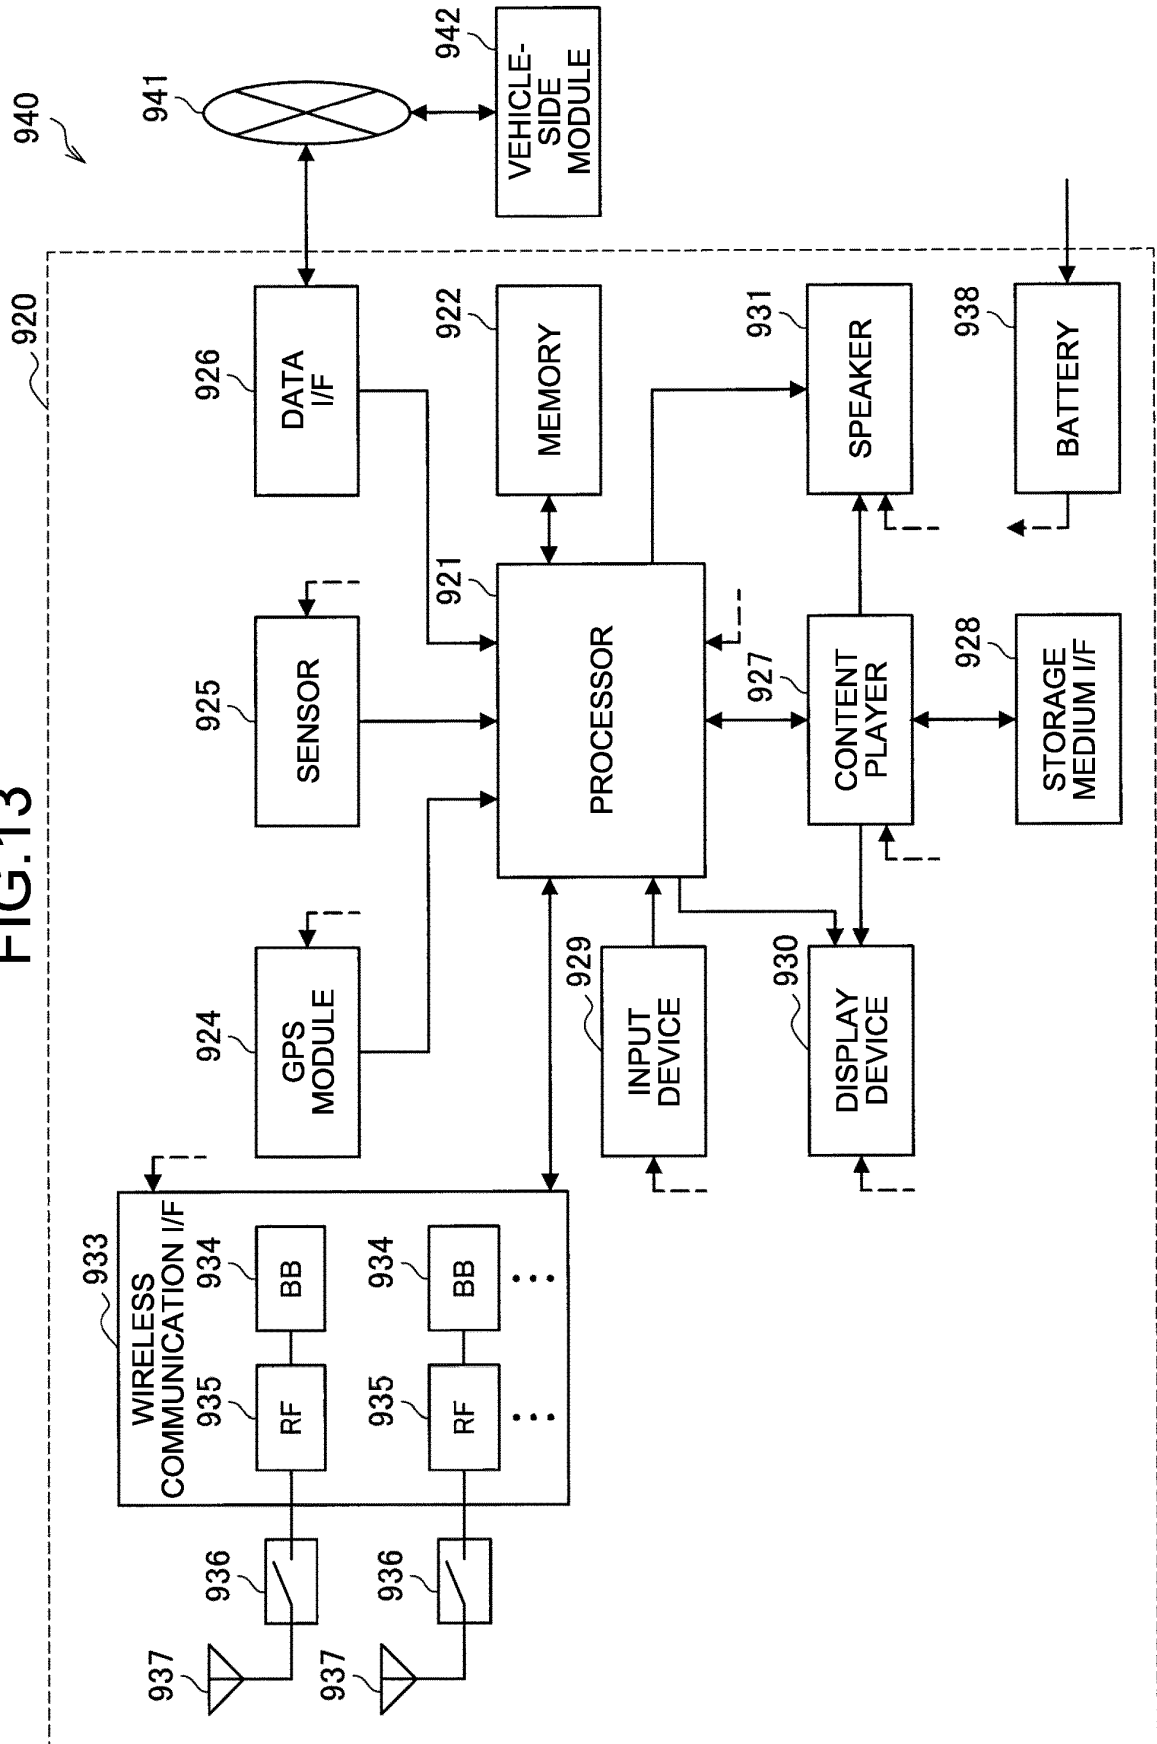 FIG.13
920
940
933
WIRELESS
COMMUNICATION I/F
941
937
936
935
RF
934
BB
924
GPS
MODULE
925
SENSOR
926
DATA
I/F
937
936
935
RF
934
BB
921
PROCESSOR
922
MEMORY
942
VEHICLE-
SIDE
MODULE
929
INPUT
DEVICE
930
DISPLAY
DEVICE
927
CONTENT
PLAYER
931
SPEAKER
928
STORAGE
MEDIUM I/F
938
BATTERY